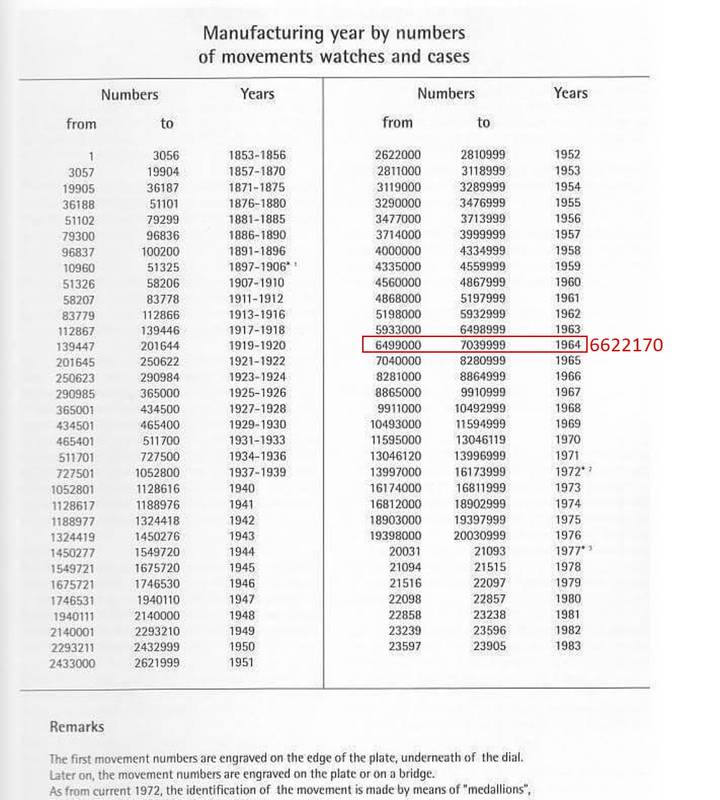 Manufacturing year by numbers
of movements watches and cases
Numbers Years Numbers Years
from to from to
1 3056 1853-1856 2622000 2810999 1952
3057 19904 1857-1870 2811000 3118999 1953
19905 36187 1871-1875 3119000 3289999 1954
36188 51101 1876-1880 3290000 3476999 1955
51102 79299 1881-1885 3477000 3713999 1956
79300 96836 1886-1890 3714000 3999999 1957
96837 100200 1891-1896 4000000 4334999 1958
10960 51325 1897-1906* 1 4335000 4559999 1959
51326 58206 1907-1910 4560000 4867999 1960
58207 83778 1911-1912 4868000 5197999 1961
83779 112866 1913-1916 5198000 5932999 1962
112867 139446 1917-1918 5933000 6498999 1963
139447 201644 1919-1920 6499000 7039999 1964 6622170
201645 250622 1921-1922 7040000 8280999 1965
250623 290984 1923-1924 8281000 8864999 1966
290985 365000 1925-1926 8865000 9910999 1967
365001 434500 1927-1928 9911000 10492999 1968
434501 465400 1929-1930 10493000 11594999 1969
465401 511700 1931-1933 11595000 13046119 1970
511701 727500 1934-1936 13046120 13996999 1971
727501 1052800 1937-1939 13997000 16173999 1972* 2
1052801 1128616 1940 16174000 16811999 1973
1128617 1188976 1941 16812000 18902999 1974
1188977 1324418 1942 18903000 19397999 1975
1324419 1450276 1943 19398000 20030999 1976
1450277 1549720 1944 20031 21093 1977* 3
1549721 1675720 1945 21094 21515 1978
1675721 1746530 1946 21516 22097 1979
1746531 1940110 1947 22098 22857 1980
1940111 2140000 1948 22858 23238 1981
2140001 2293210 1949 23239 23596 1982
2293211 2432999 1950 23597 23905 1983
2433000 2621999 1951
Remarks
The first movement numbers are engraved on the edge of the plate, underneath of the dial.
Later on, the movement numbers are engraved on the plate or on a bridge.
As from current 1972, the identification of the movement is made by means of "medallions",